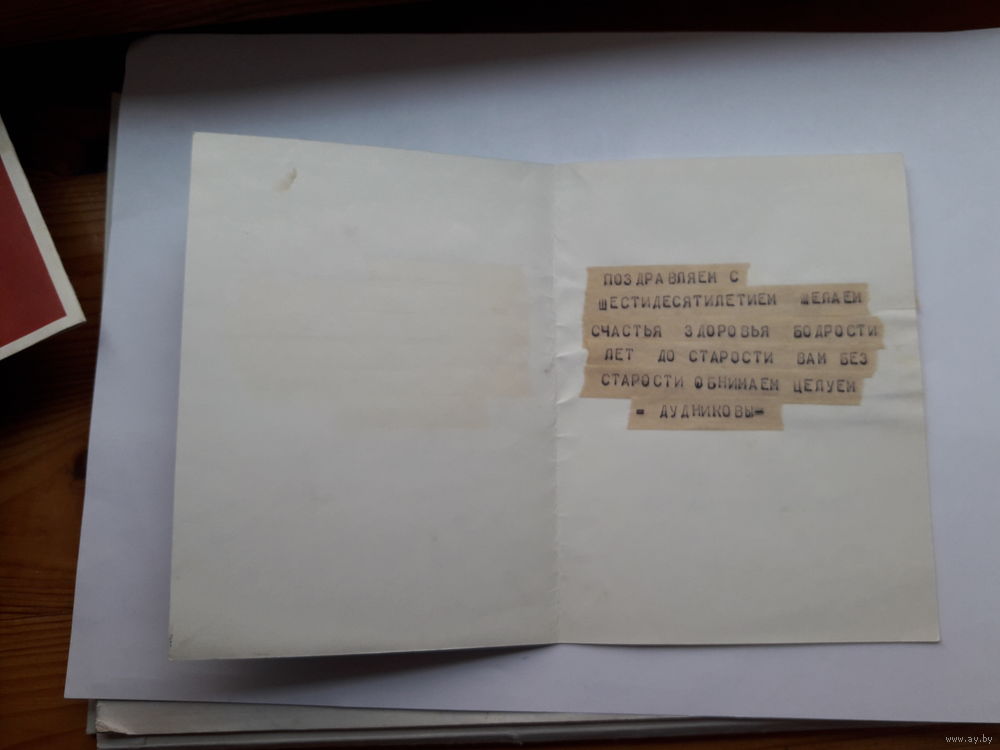 ПОЗДРАВЛЯЕМ С
ШЕСТИДЕСЯТИЛЕТИЕМ ЖЕЛАЕМ
СЧАСТЬЯ ЗДОРОВЬЯ БОДРОСТИ
ЛЕТ ДО СТАРОСТИ ВАМ БЕЗ
СТАРОСТИ ОБНИМАЕМ ЦЕЛУЕМ
= ДУДНИКОВЫ=
www.ay.by